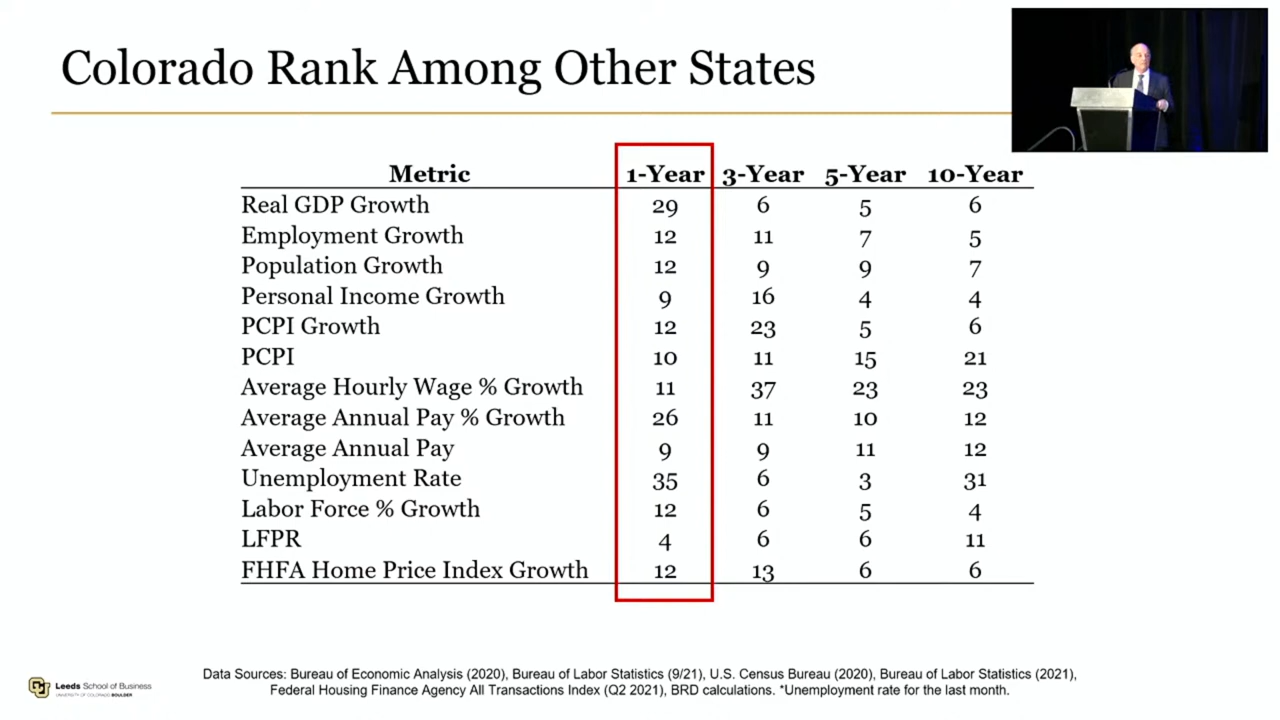 Colorado Rank Among Other States
Metric 1-Year 3-Year 5-Year 10-Year
Real GDP Growth 29 6 5 6
Employment Growth 12 11 7 5
Population Growth 12 9 9 7
Personal Income Growth 9 16 4 4
PCPI Growth 12 23 5 6
PCPI 10 11 15 21
Average Hourly Wage % Growth 11 37 23 23
Average Annual Pay % Growth 26 11 10 12
Average Annual Pay 9 9 11 12
Unemployment Rate 35 6 3 31
Labor Force % Growth 12 6 5 4
LFPR 4 6 6 11
FHFA Home Price Index Growth 12 13 6 6
Data Sources: Bureau of Economic Analysis (2020), Bureau of Labor Statistics (9/21), U.S. Census Bureau (2020), Bureau of Labor Statistics (2021),
Federal Housing Finance Agency All Transactions Index (Q2 2021), BRD calculations. *Unemployment rate for the last month.
CU Leeds School of Business
UNIVERSITY OF COLORADO BOULDER